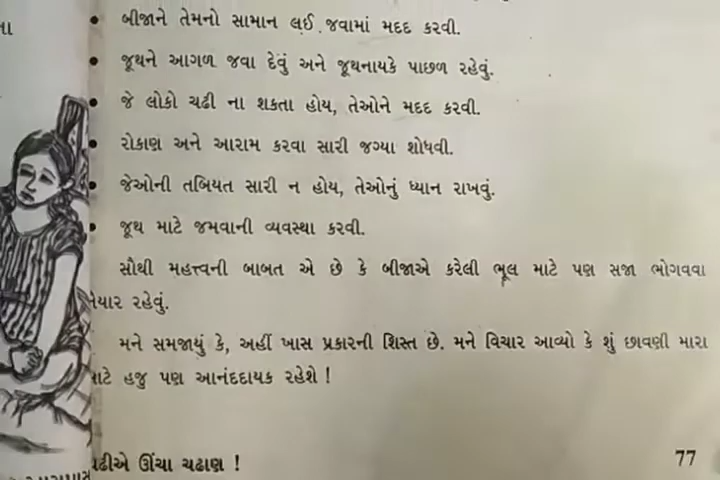 • બીજાને તેમનો સામાન લઈ જવામાં મદદ કરવી.
• જૂથને આગળ જવા દેવું અને જૂથનાયકે પાછળ રહેવું.
• જે લોકો ચઢી ના શકતા હોય, તેઓને મદદ કરવી.
• રોકાણ અને આરામ કરવા સારી જગ્યા શોધવી.
• જેઓની તબિયત સારી ન હોય, તેઓનું ધ્યાન રાખવું.
• જૂથ માટે જમવાની વ્યવસ્થા કરવી.
સૌથી મહત્ત્વની બાબત એ છે કે બીજાએ કરેલી ભૂલ માટે પણ સજા ભોગવવા
રહેવું.
મને સમજાયું કે, અહીં ખાસ પ્રકારની શિસ્ત છે. મને વિચાર આવ્યો કે શું છાવણી મારા
હજુ પણ આનંદદાયક રહેશે !
ઊંચા ચઢાણ !
77